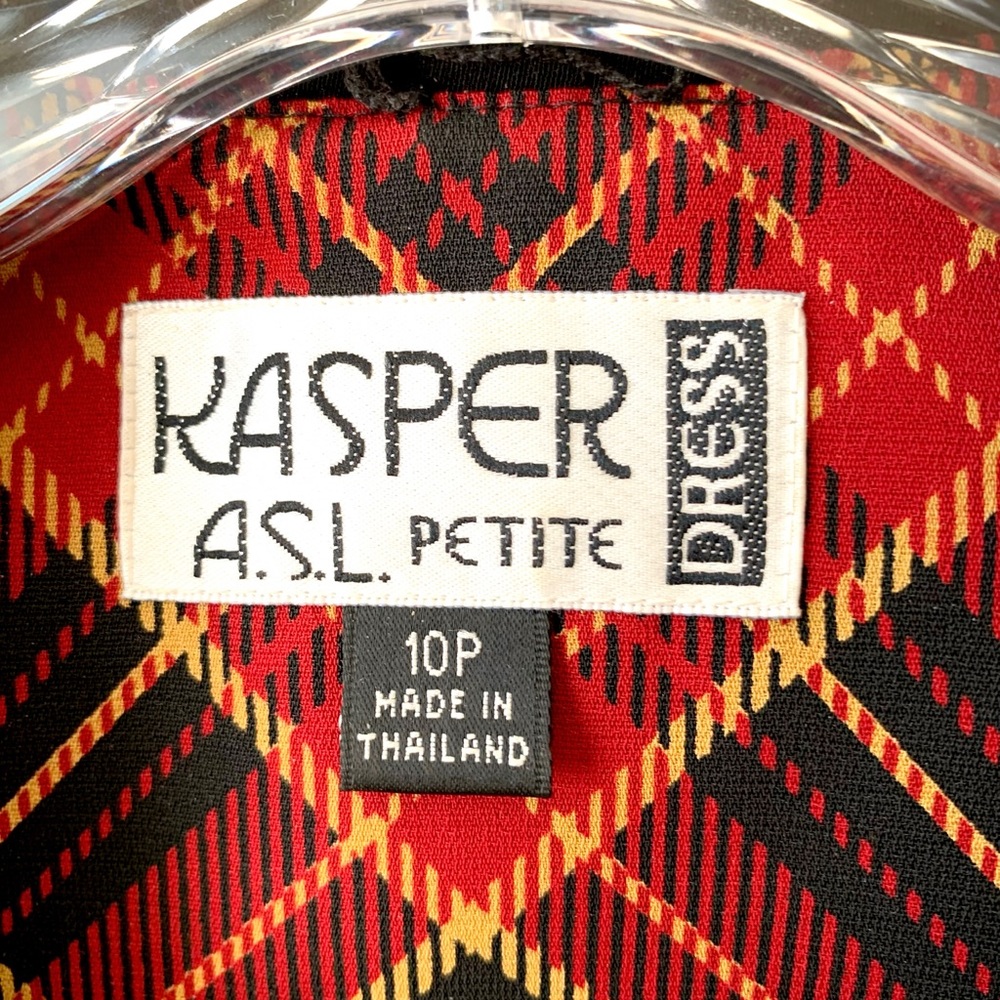 KASPER
A.S.L. PETITE
DRESS
10P
MADE IN
THAILAND